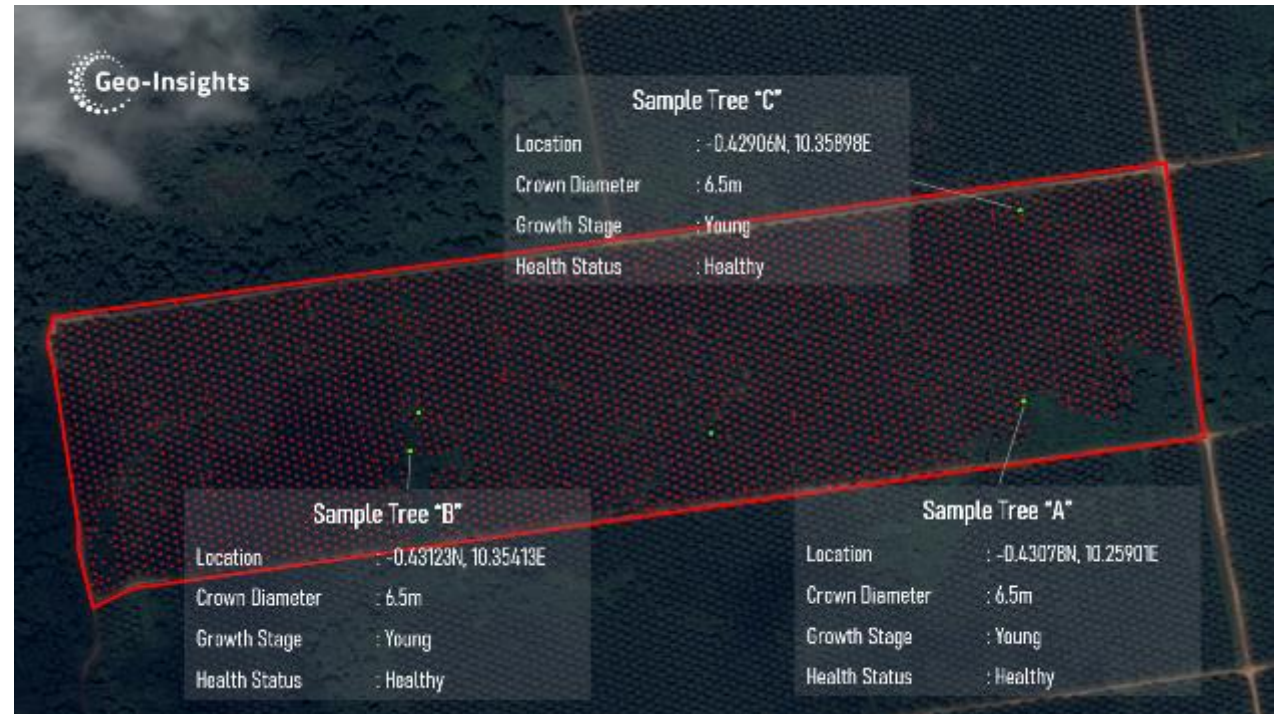 Geo-Insights
Sample Tree "C"
Location : -0.42906N, 10.35898E
Crown Diameter : 6.5m
Growth Stage : Young
Health Status : Healthy
Sample Tree "B"
Location : -0.43123N, 10.35413E
Crown Diameter : 6.5m
Growth Stage : Young
Health Status : Healthy
Sample Tree "A"
Location : -0.43078N, 10.25901E
Crown Diameter : 6.5m
Growth Stage : Young
Health Status : Healthy